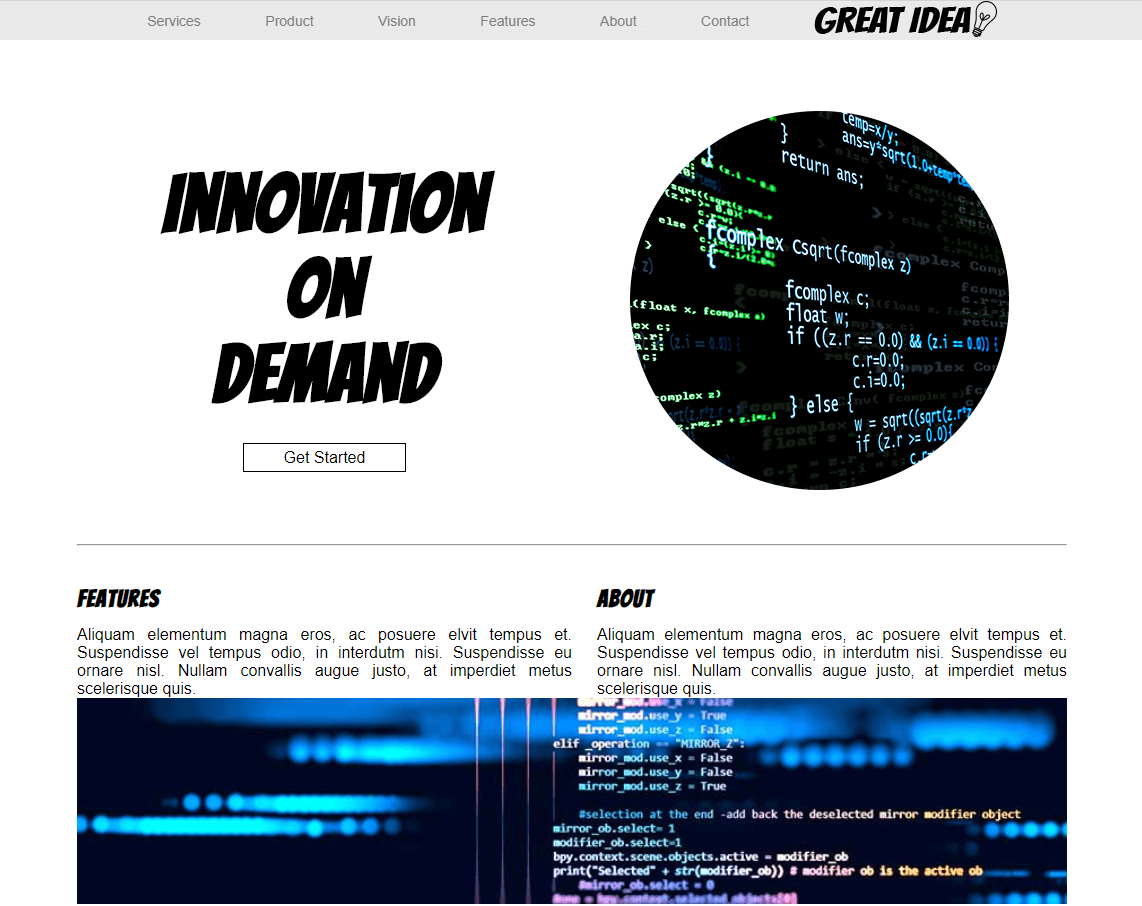 Services Product Vision Features About Contact GREAT IDEA
INNOVATION
ON
DEMAND
Get Started
temp=x/y;
ans=y*sqrt(1.0+temp*te
}
return ans;
fcomplex Csqrt(fcomplex z)
{
fcomplex c;
float w;
if ((z.r == 0.0) && (z.i == 0.0)) {
c.r=0.0;
c.i=0.0;
} else {
w = sqrt((sqrt(z.r*z
if (z.r >= 0.0){
FEATURES
Aliquam elementum magna eros, ac posuere elvit tempus et.
Suspendisse vel tempus odio, in interdutm nisi. Suspendisse eu
ornare nisl. Nullam convallis augue justo, at imperdiet metus
scelerisque quis.
ABOUT
Aliquam elementum magna eros, ac posuere elvit tempus et.
Suspendisse vel tempus odio, in interdutm nisi. Suspendisse eu
ornare nisl. Nullam convallis augue justo, at imperdiet metus
scelerisque quis.
mirror_mod.use_x = False
mirror_mod.use_y = True
mirror_mod.use_z = False
elif _operation == "MIRROR_Z":
mirror_mod.use_x = False
mirror_mod.use_y = False
mirror_mod.use_z = True
#selection at the end -add back the deselected mirror modifier object
mirror_ob.select= 1
modifier_ob.select=1
bpy.context.scene.objects.active = modifier_ob
print("Selected" + str(modifier_ob)) # modifier ob is the active ob
#mirror_ob.select = 0